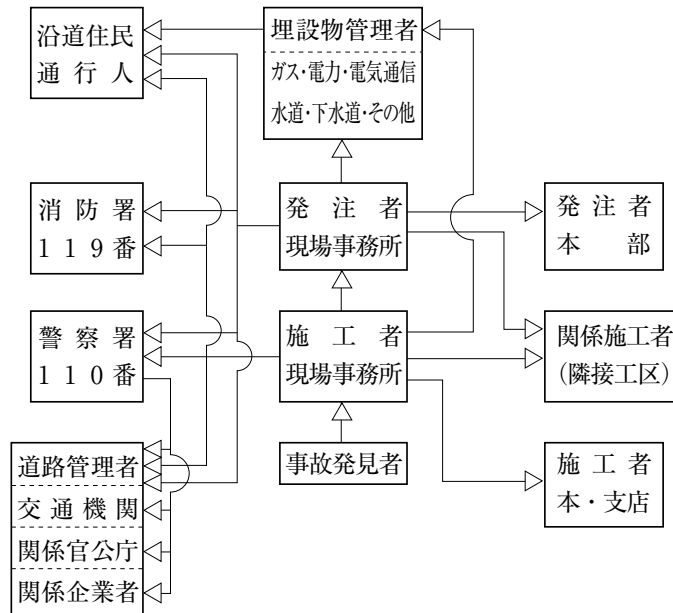 沿道住民
通行人
埋設物管理者
ガス・電力・電気通信
水道・下水道・その他
消防署
119番
発注者
現場事務所
発注者
本部
警察署
110番
施工者
現場事務所
関係施工者
(隣接工区)
道路管理者
交通機関
関係官公庁
関係企業者
事故発見者
施工者
本・支店